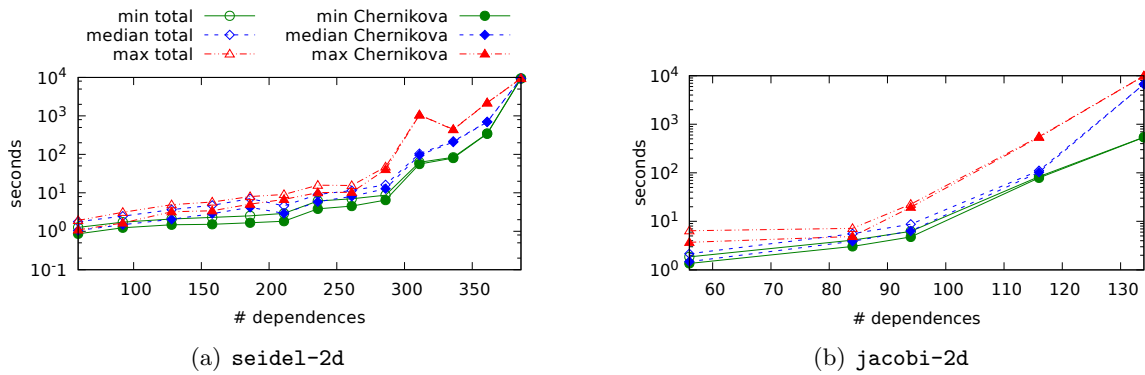 min total
median total
max total
min Chernikova
median Chernikova
max Chernikova
10^4
10^3
10^2
10^1
10^0
10^-1
seconds
100 150 200 250 300 350
# dependences
(a) seidel-2d
10^4
10^3
10^2
10^1
10^0
seconds
60 70 80 90 100 110 120 130
# dependences
(b) jacobi-2d